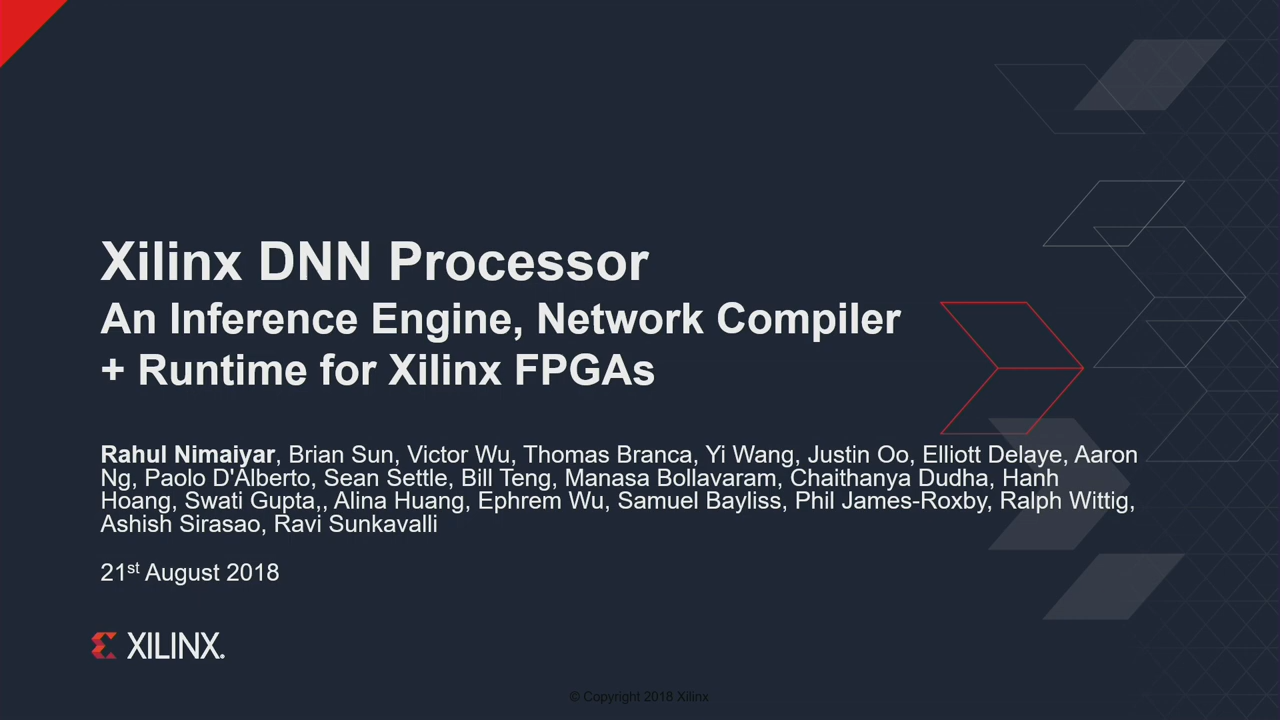 Xilinx DNN Processor
An Inference Engine, Network Compiler
+ Runtime for Xilinx FPGAs
Rahul Nimaiyar, Brian Sun, Victor Wu, Thomas Branca, Yi Wang, Justin Oo, Elliott Delaye, Aaron
Ng, Paolo D'Alberto, Sean Settle, Bill Teng, Manasa Bollavaram, Chaithanya Dudha, Hanh
Hoang, Swati Gupta,, Alina Huang, Ephrem Wu, Samuel Bayliss, Phil James-Roxby, Ralph Wittig,
Ashish Sirasao, Ravi Sunkavalli
21st August 2018
XILINX.
© Copyright 2018 Xilinx